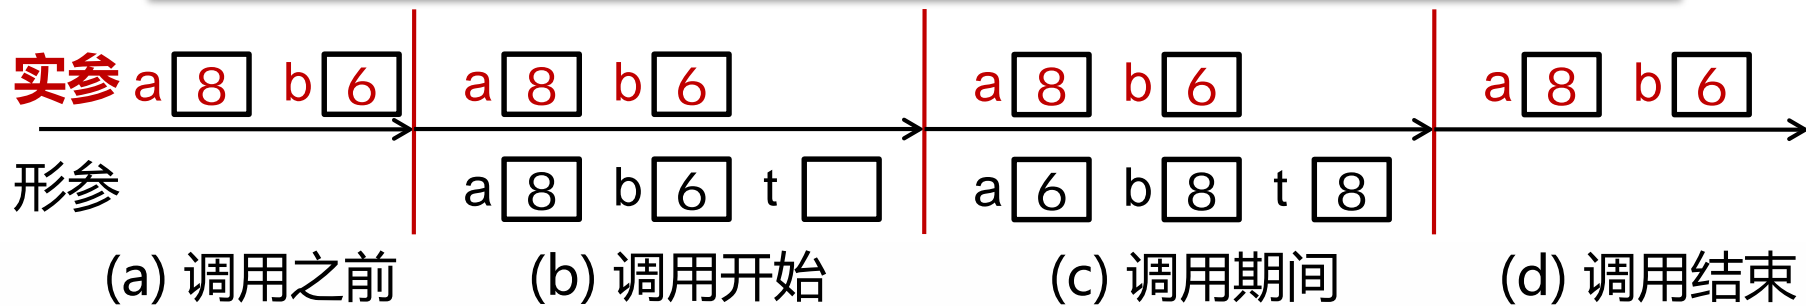 实参 a 8 b 6 a 8 b 6 a 8 b 6 a 8 b 6
形参 a 8 b 6 t a 6 b 8 t 8
(a) 调用之前 (b) 调用开始 (c) 调用期间 (d) 调用结束